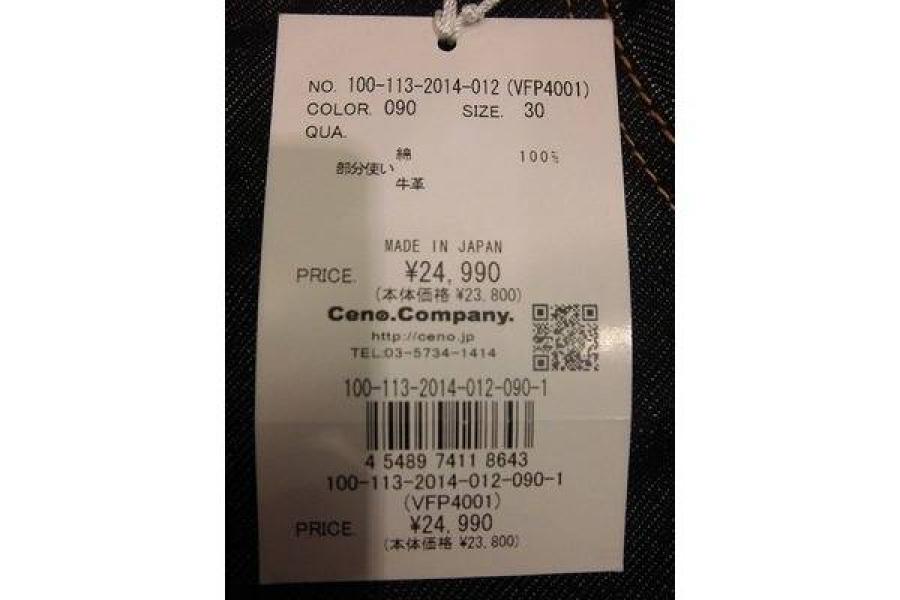 NO. 100-113-2014-012 (VFP4001)
COLOR. 090 SIZE. 30
QUA.
綿 100%
部分使い
牛革
MADE IN JAPAN
PRICE. ¥24,990
(本体価格 ¥23,800)
Ceno.Company.
http://ceno.jp
TEL:03-5734-1414
100-113-2014-012-090-1
4 54897 411 8643
100-113-2014-012-090-1
(VFP4001)
PRICE. ¥24,990
(本体価格 ¥23,800)